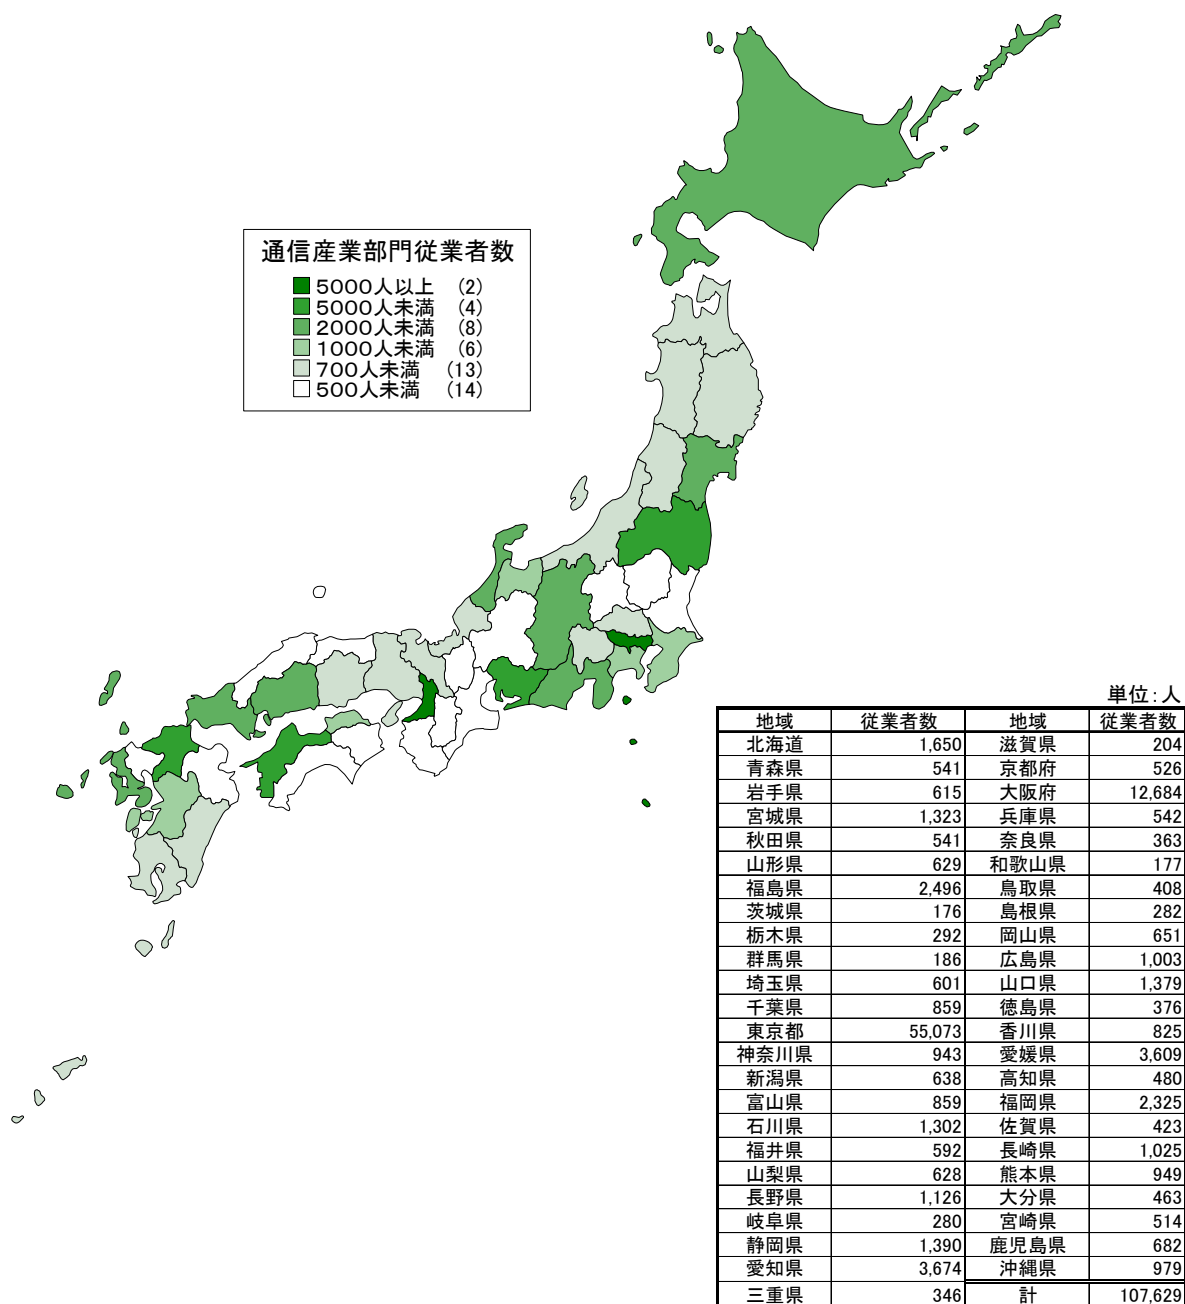 通信産業部門従業者数
5000人以上 (2)
5000人未満 (4)
2000人未満 (8)
1000人未満 (6)
700人未満 (13)
500人未満 (14)
単位：人
地域 従業者数 地域 従業者数
北海道 1,650 滋賀県 204
青森県 541 京都府 526
岩手県 615 大阪府 12,684
宮城県 1,323 兵庫県 542
秋田県 541 奈良県 363
山形県 629 和歌山県 177
福島県 2,496 鳥取県 408
茨城県 176 島根県 282
栃木県 292 岡山県 651
群馬県 186 広島県 1,003
埼玉県 601 山口県 1,379
千葉県 859 徳島県 376
東京都 55,073 香川県 825
神奈川県 943 愛媛県 3,609
新潟県 638 高知県 480
富山県 859 福岡県 2,325
石川県 1,302 佐賀県 423
福井県 592 長崎県 1,025
山梨県 628 熊本県 949
長野県 1,126 大分県 463
岐阜県 280 宮崎県 514
静岡県 1,390 鹿児島県 682
愛知県 3,674 沖縄県 979
三重県 346 計 107,629